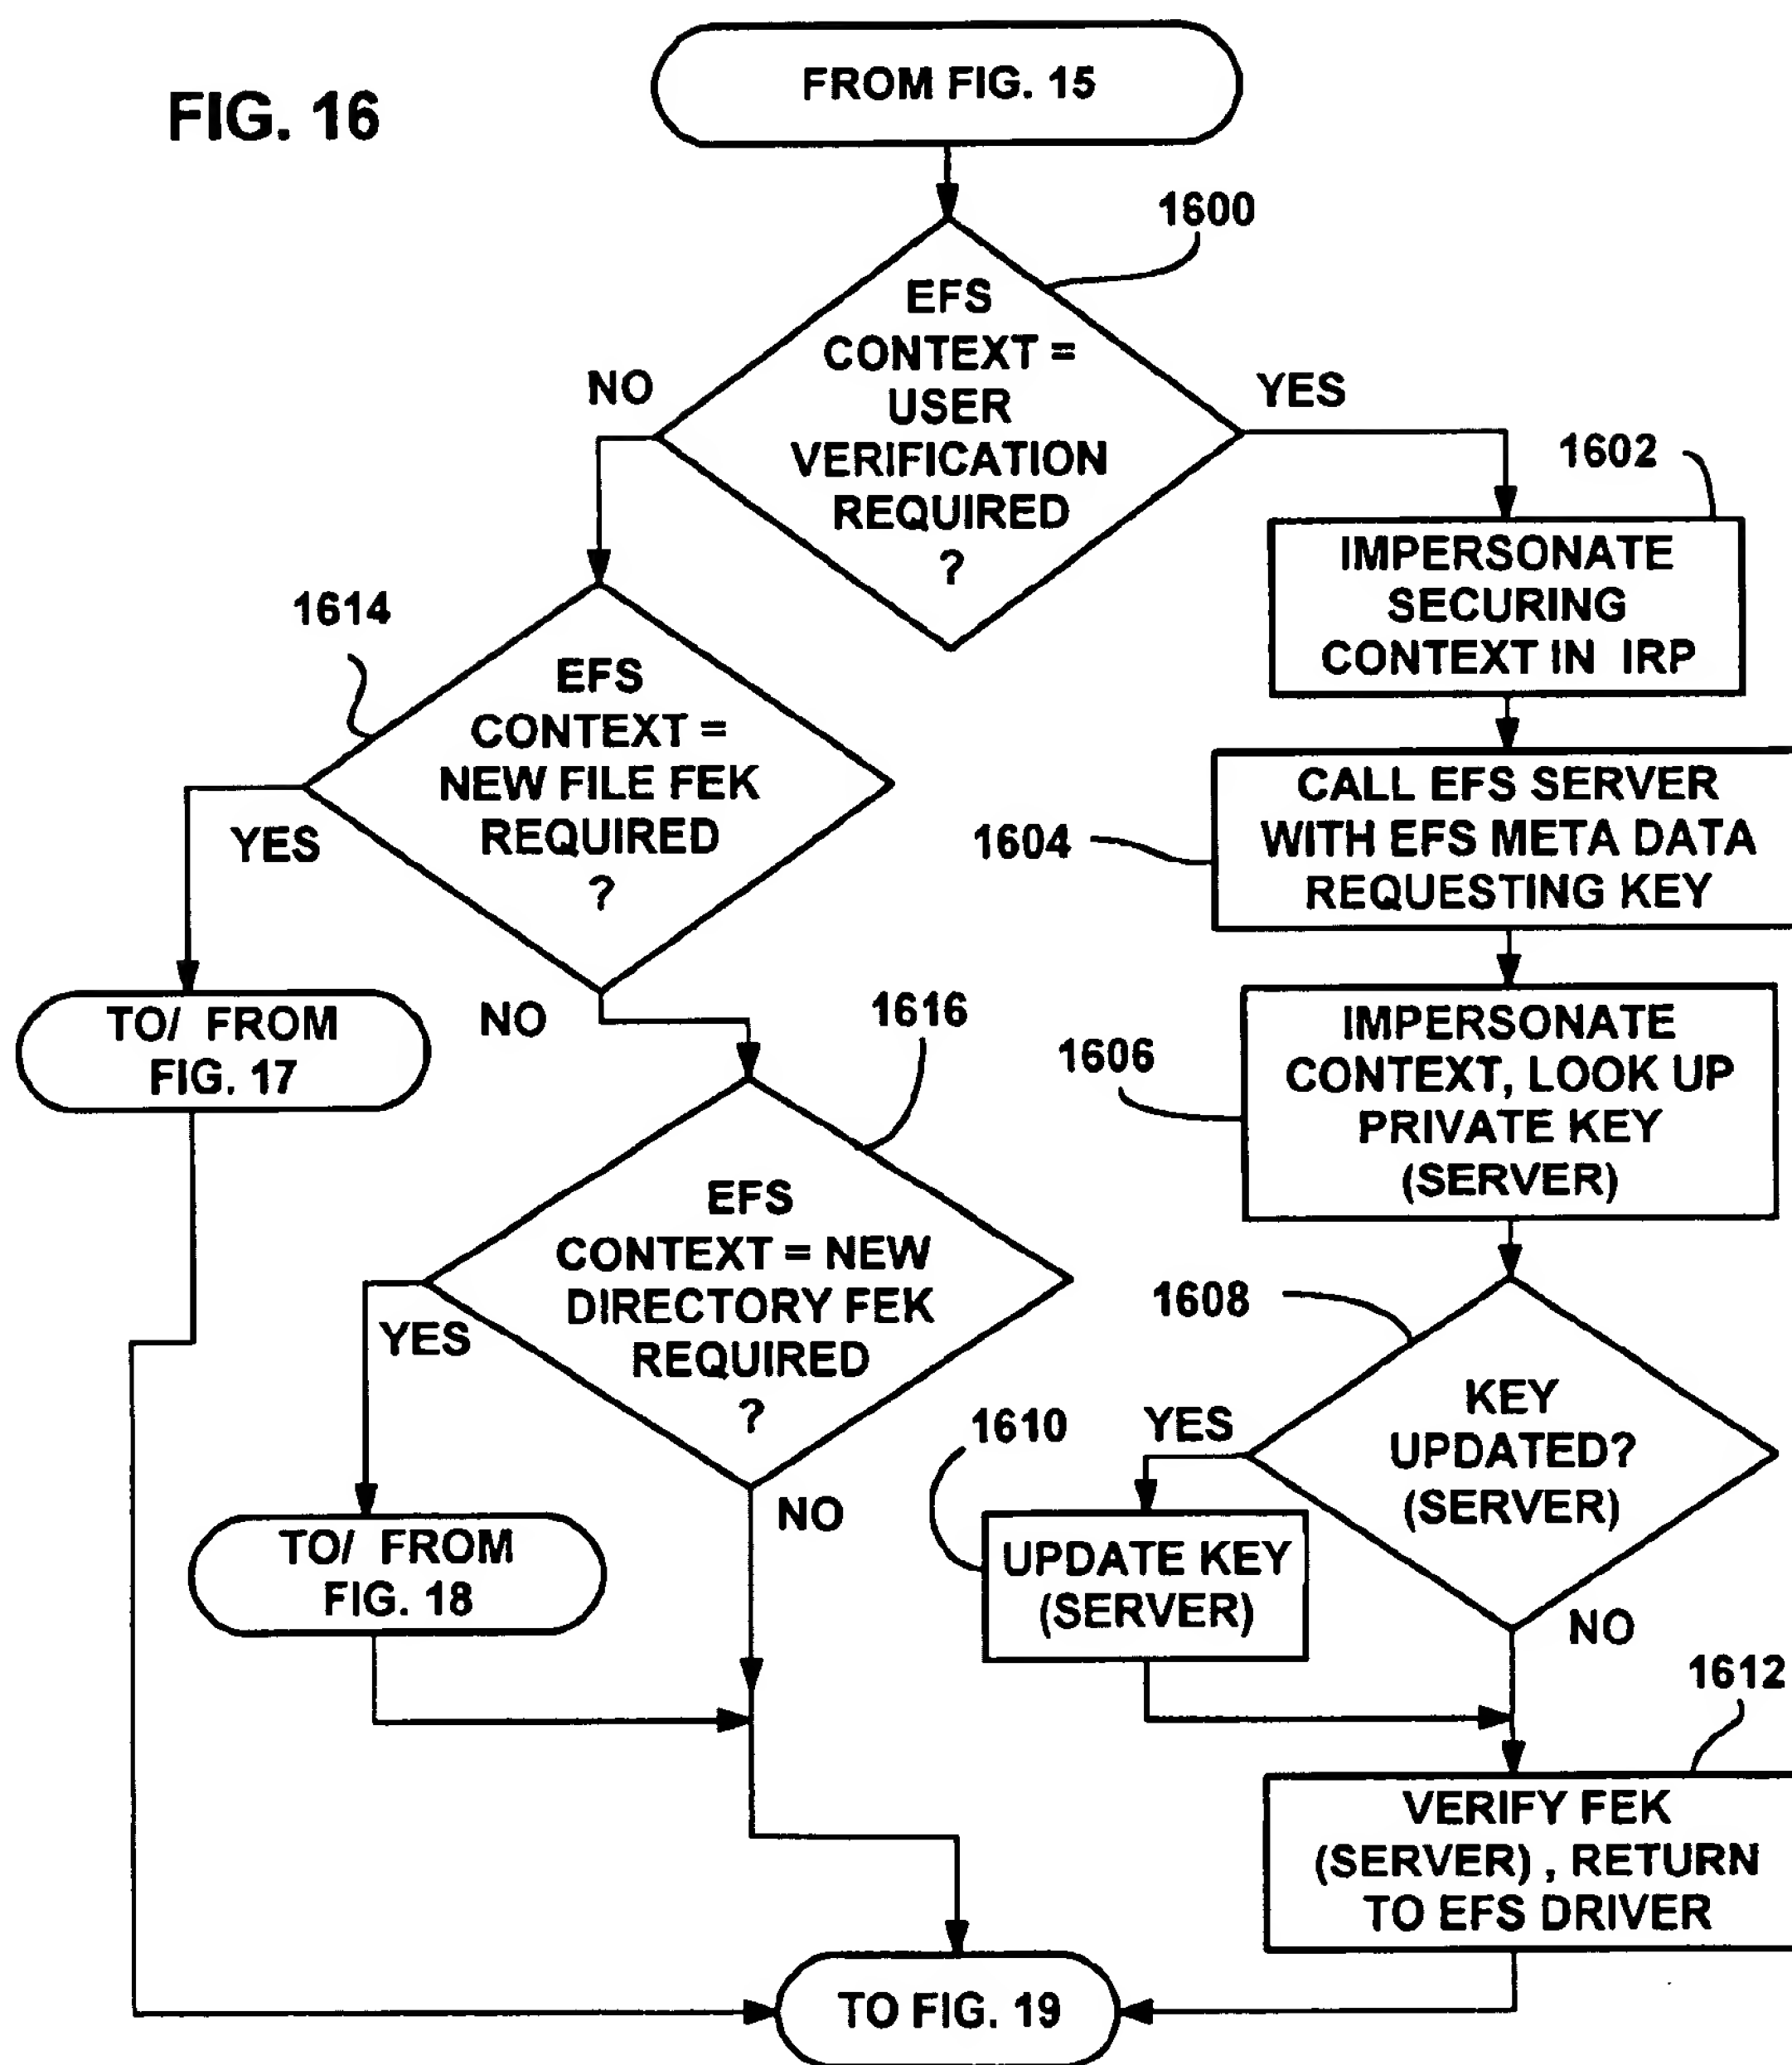 FIG. 16
FROM FIG. 15
1600
EFS
CONTEXT =
USER
VERIFICATION
REQUIRED
?
NO
YES
1602
IMPERSONATE
SECURING
CONTEXT IN IRP
1614
EFS
CONTEXT =
NEW FILE FEK
REQUIRED
?
YES
NO
1604
CALL EFS SERVER
WITH EFS META DATA
REQUESTING KEY
TO/ FROM
FIG. 17
1616
1606
IMPERSONATE
CONTEXT, LOOK UP
PRIVATE KEY
(SERVER)
EFS
CONTEXT = NEW
DIRECTORY FEK
REQUIRED
?
YES
NO
1608
KEY
UPDATED?
(SERVER)
YES
NO
1610
UPDATE KEY
(SERVER)
TO/ FROM
FIG. 18
1612
VERIFY FEK
(SERVER) , RETURN
TO EFS DRIVER
TO FIG. 19